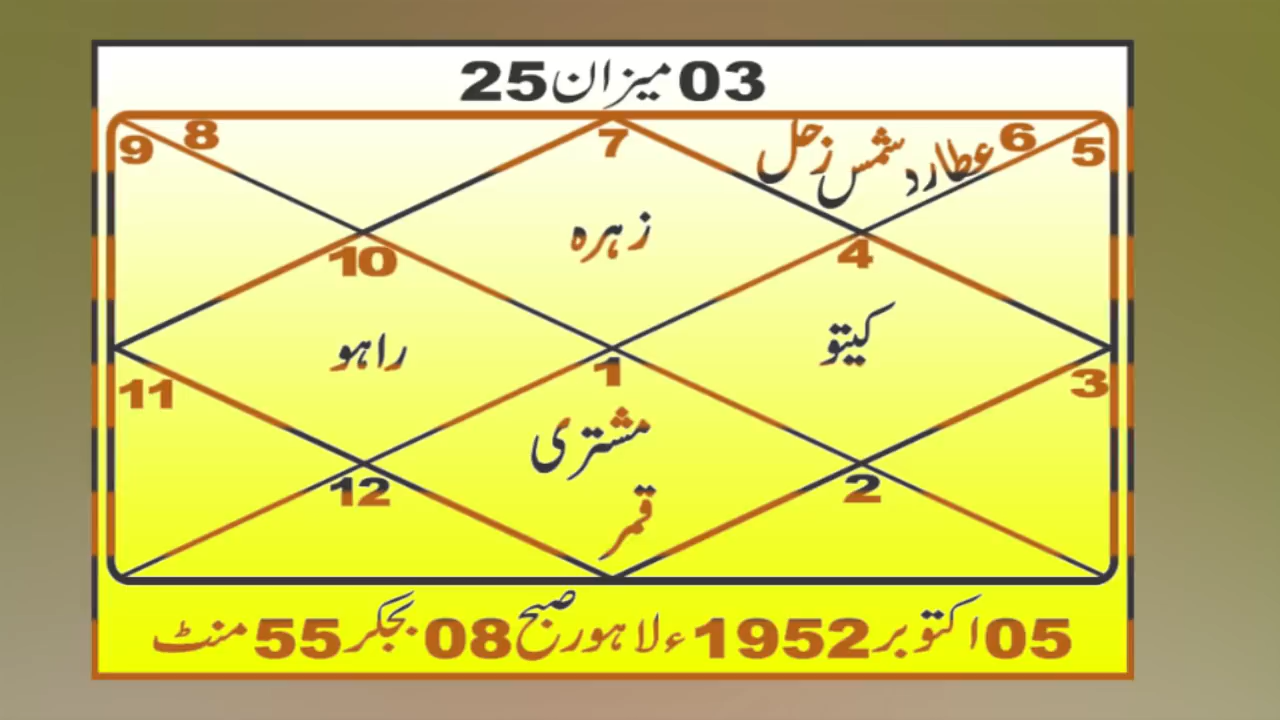 03 میزان 25
9 8 7 عطارد شمس زحل 6 5
زہرہ
10 4
راہو کیتو
11 1 3
مشتری
12 2
قمر
05 اکتوبر 1952ء لاہور صبح 08 بجکر 55 منٹ